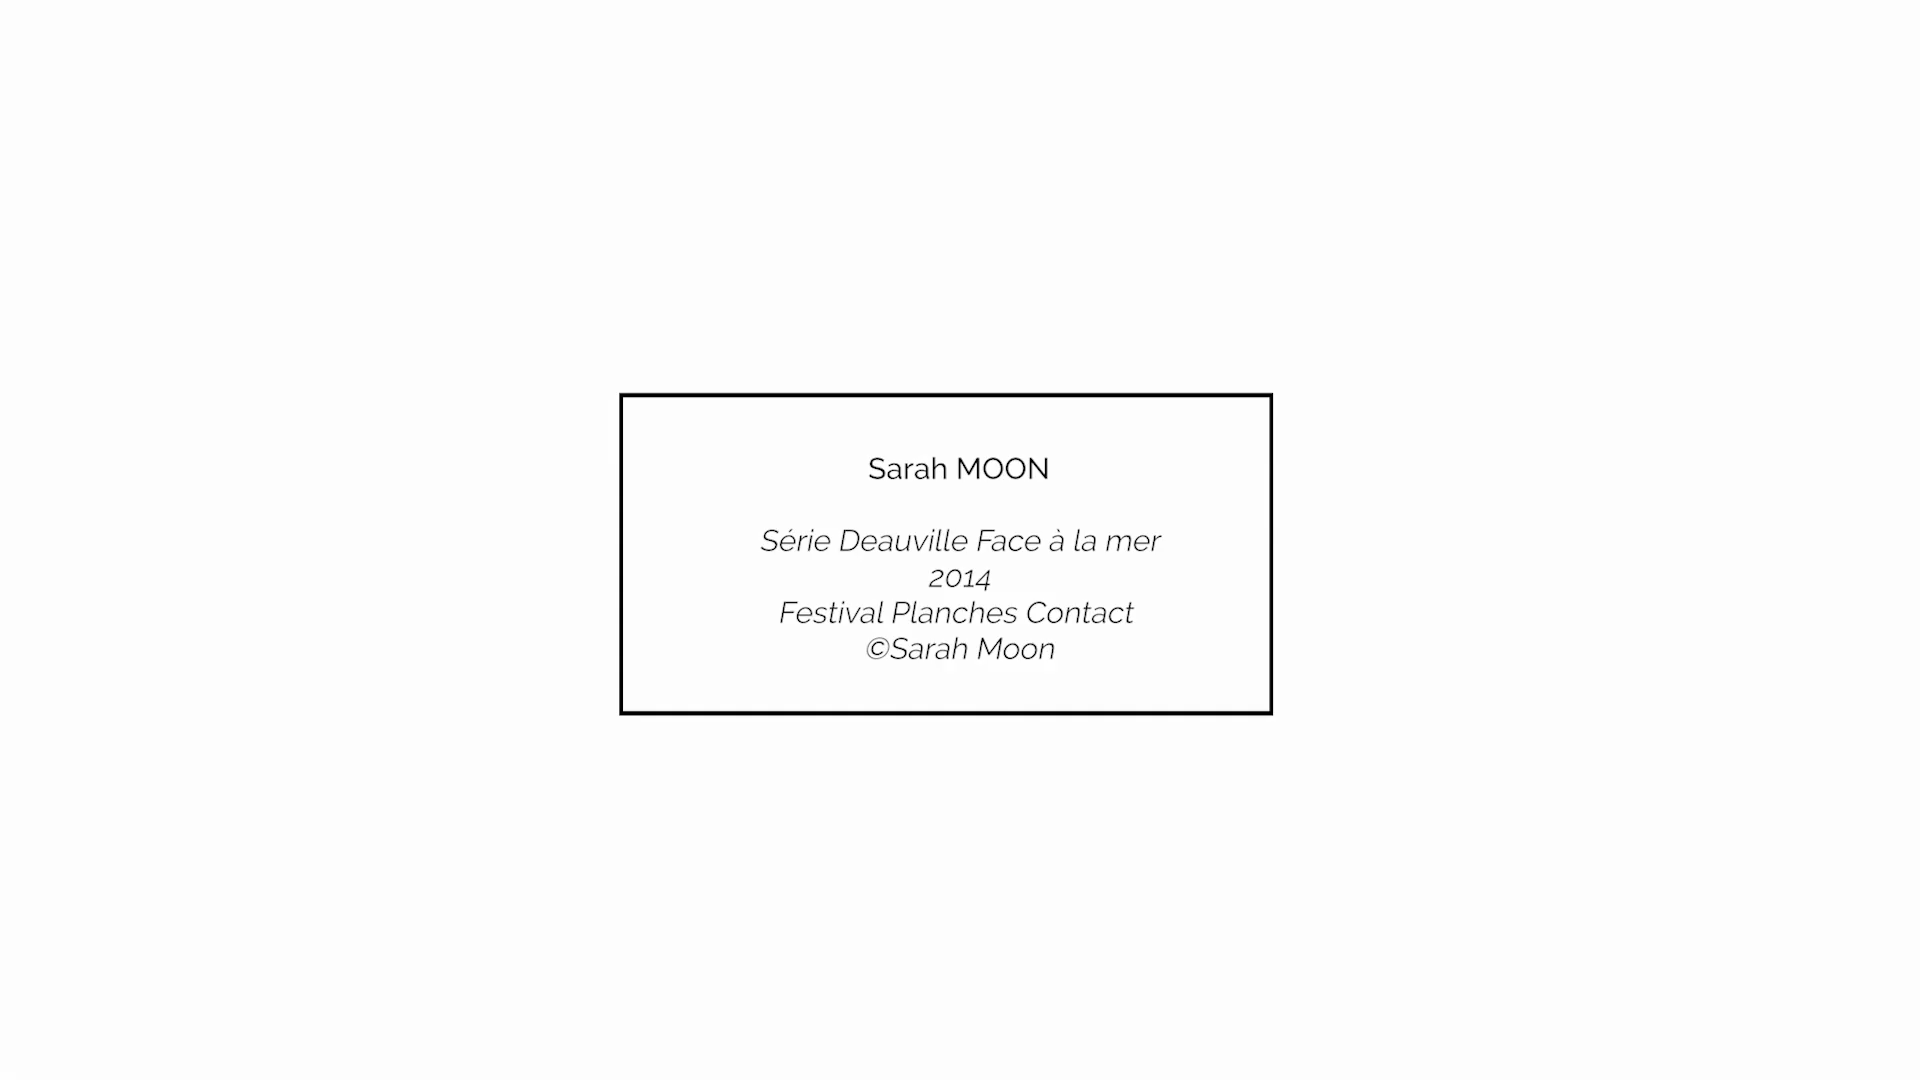 Sarah MOON
Série Deauville Face à la mer
2014
Festival Planches Contact
©Sarah Moon